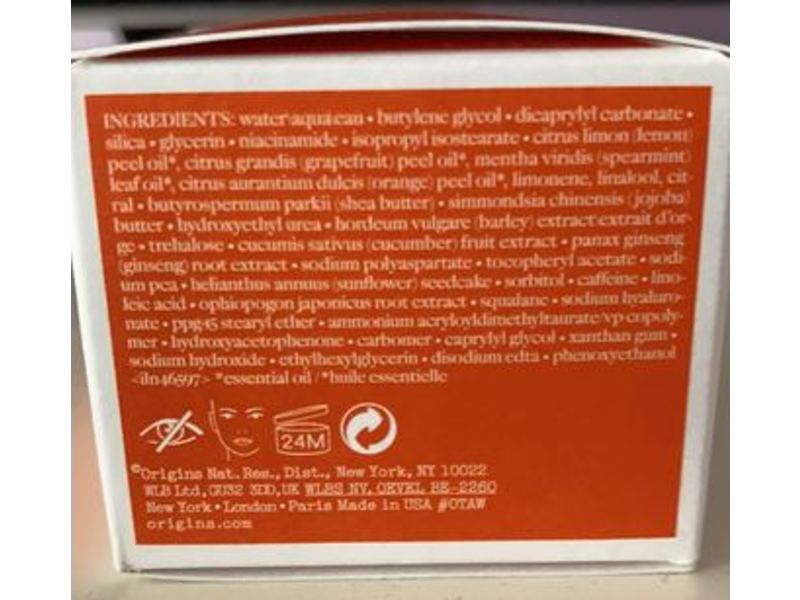 INGREDIENTS: water\aqua\eau • butylene glycol • dicaprylyl carbonate •
silica • glycerin • niacinamide • isopropyl isostearate • citrus limon (lemon)
peel oil*, citrus grandis (grapefruit) peel oil*, mentha viridis (spearmint)
leaf oil*, citrus aurantium dulcis (orange) peel oil*, limonene, linalool, cit-
ral • butyrospermum parkii (shea butter) • simmondsia chinensis (jojoba)
butter • hydroxyethyl urea • hordeum vulgare (barley) extract\extrait d'or-
ge • trehalose • cucumis sativus (cucumber) fruit extract • panax ginseng
(ginseng) root extract • sodium polyaspartate • tocopheryl acetate • sodi-
um pca • helianthus annuus (sunflower) seedcake • sorbitol • caffeine • lino-
leic acid • ophiopogon japonicus root extract • squalane • sodium hyaluro-
nate • ppg-15 stearyl ether • ammonium acryloyldimethyltaurate/vp copoly-
mer • hydroxyacetophenone • carbomer • caprylyl glycol • xanthan gum •
sodium hydroxide • ethylhexylglycerin • disodium edta • phenoxyethanol
<iln46597> *essential oil /*huile essentielle
24M
©Origins Nat. Res., Dist., New York, NY 10022
WLB Ltd, GU32 3DD, UK WLBS NV. OEVEL BE-2260
New York • London • Paris Made in USA #OTAW
origins.com